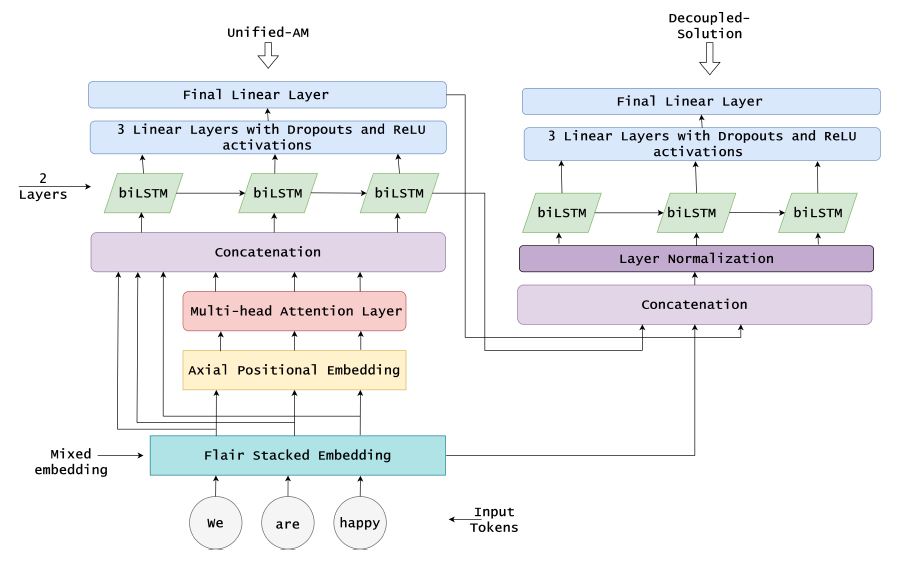 Unified-AM
Decoupled-
Solution
Final Linear Layer
3 Linear Layers with Dropouts and ReLU
activations
2
Layers
biLSTM
biLSTM
biLSTM
Concatenation
Multi-head Attention Layer
Axial Positional Embedding
Mixed
embedding
Flair Stacked Embedding
We
are
happy
Input
Tokens
Final Linear Layer
3 Linear Layers with Dropouts and ReLU
activations
biLSTM
biLSTM
biLSTM
Layer Normalization
Concatenation